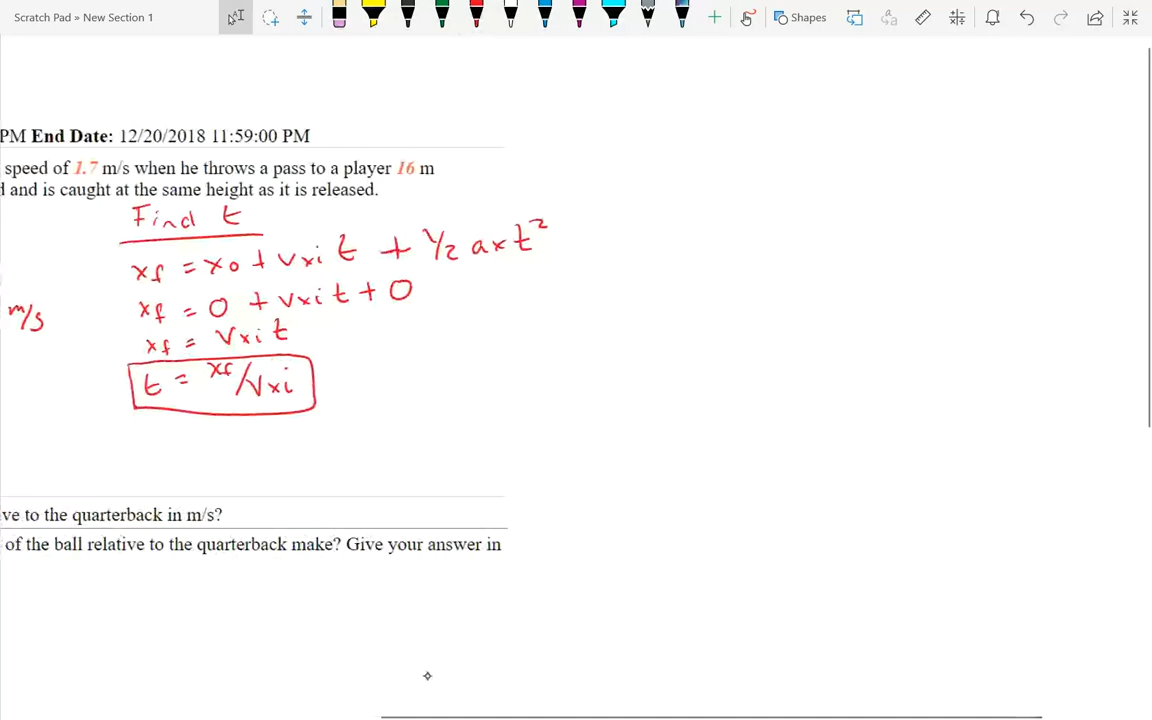 Scratch Pad » New Section 1
Shapes
PM End Date: 12/20/2018 11:59:00 PM
speed of 1.7 m/s when he throws a pass to a player 16 m
d and is caught at the same height as it is released.
Find t
xf = x0 + vxi t + 1/2 ax t²
xf = 0 + vxi t + 0
m/s
xf = vxi t
t = xf/vxi
ve to the quarterback in m/s?
of the ball relative to the quarterback make? Give your answer in